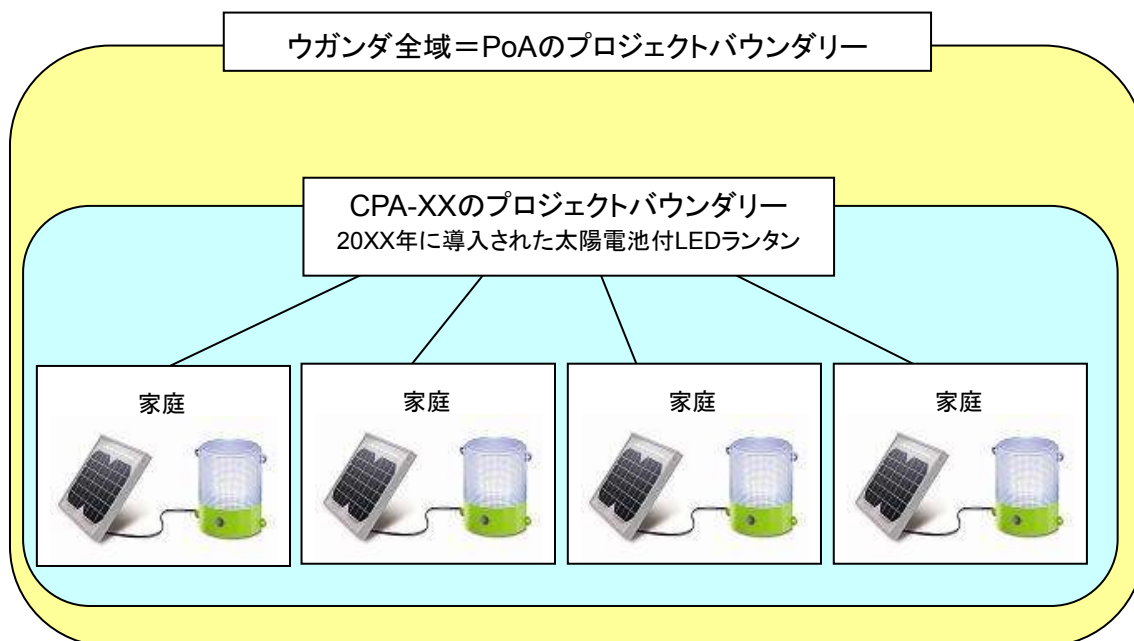 ウガンダ全域＝PoAのプロジェクトバウンダリー
CPA-XXのプロジェクトバウンダリー
20XX年に導入された太陽電池付LEDランタン
家庭
家庭
家庭
家庭